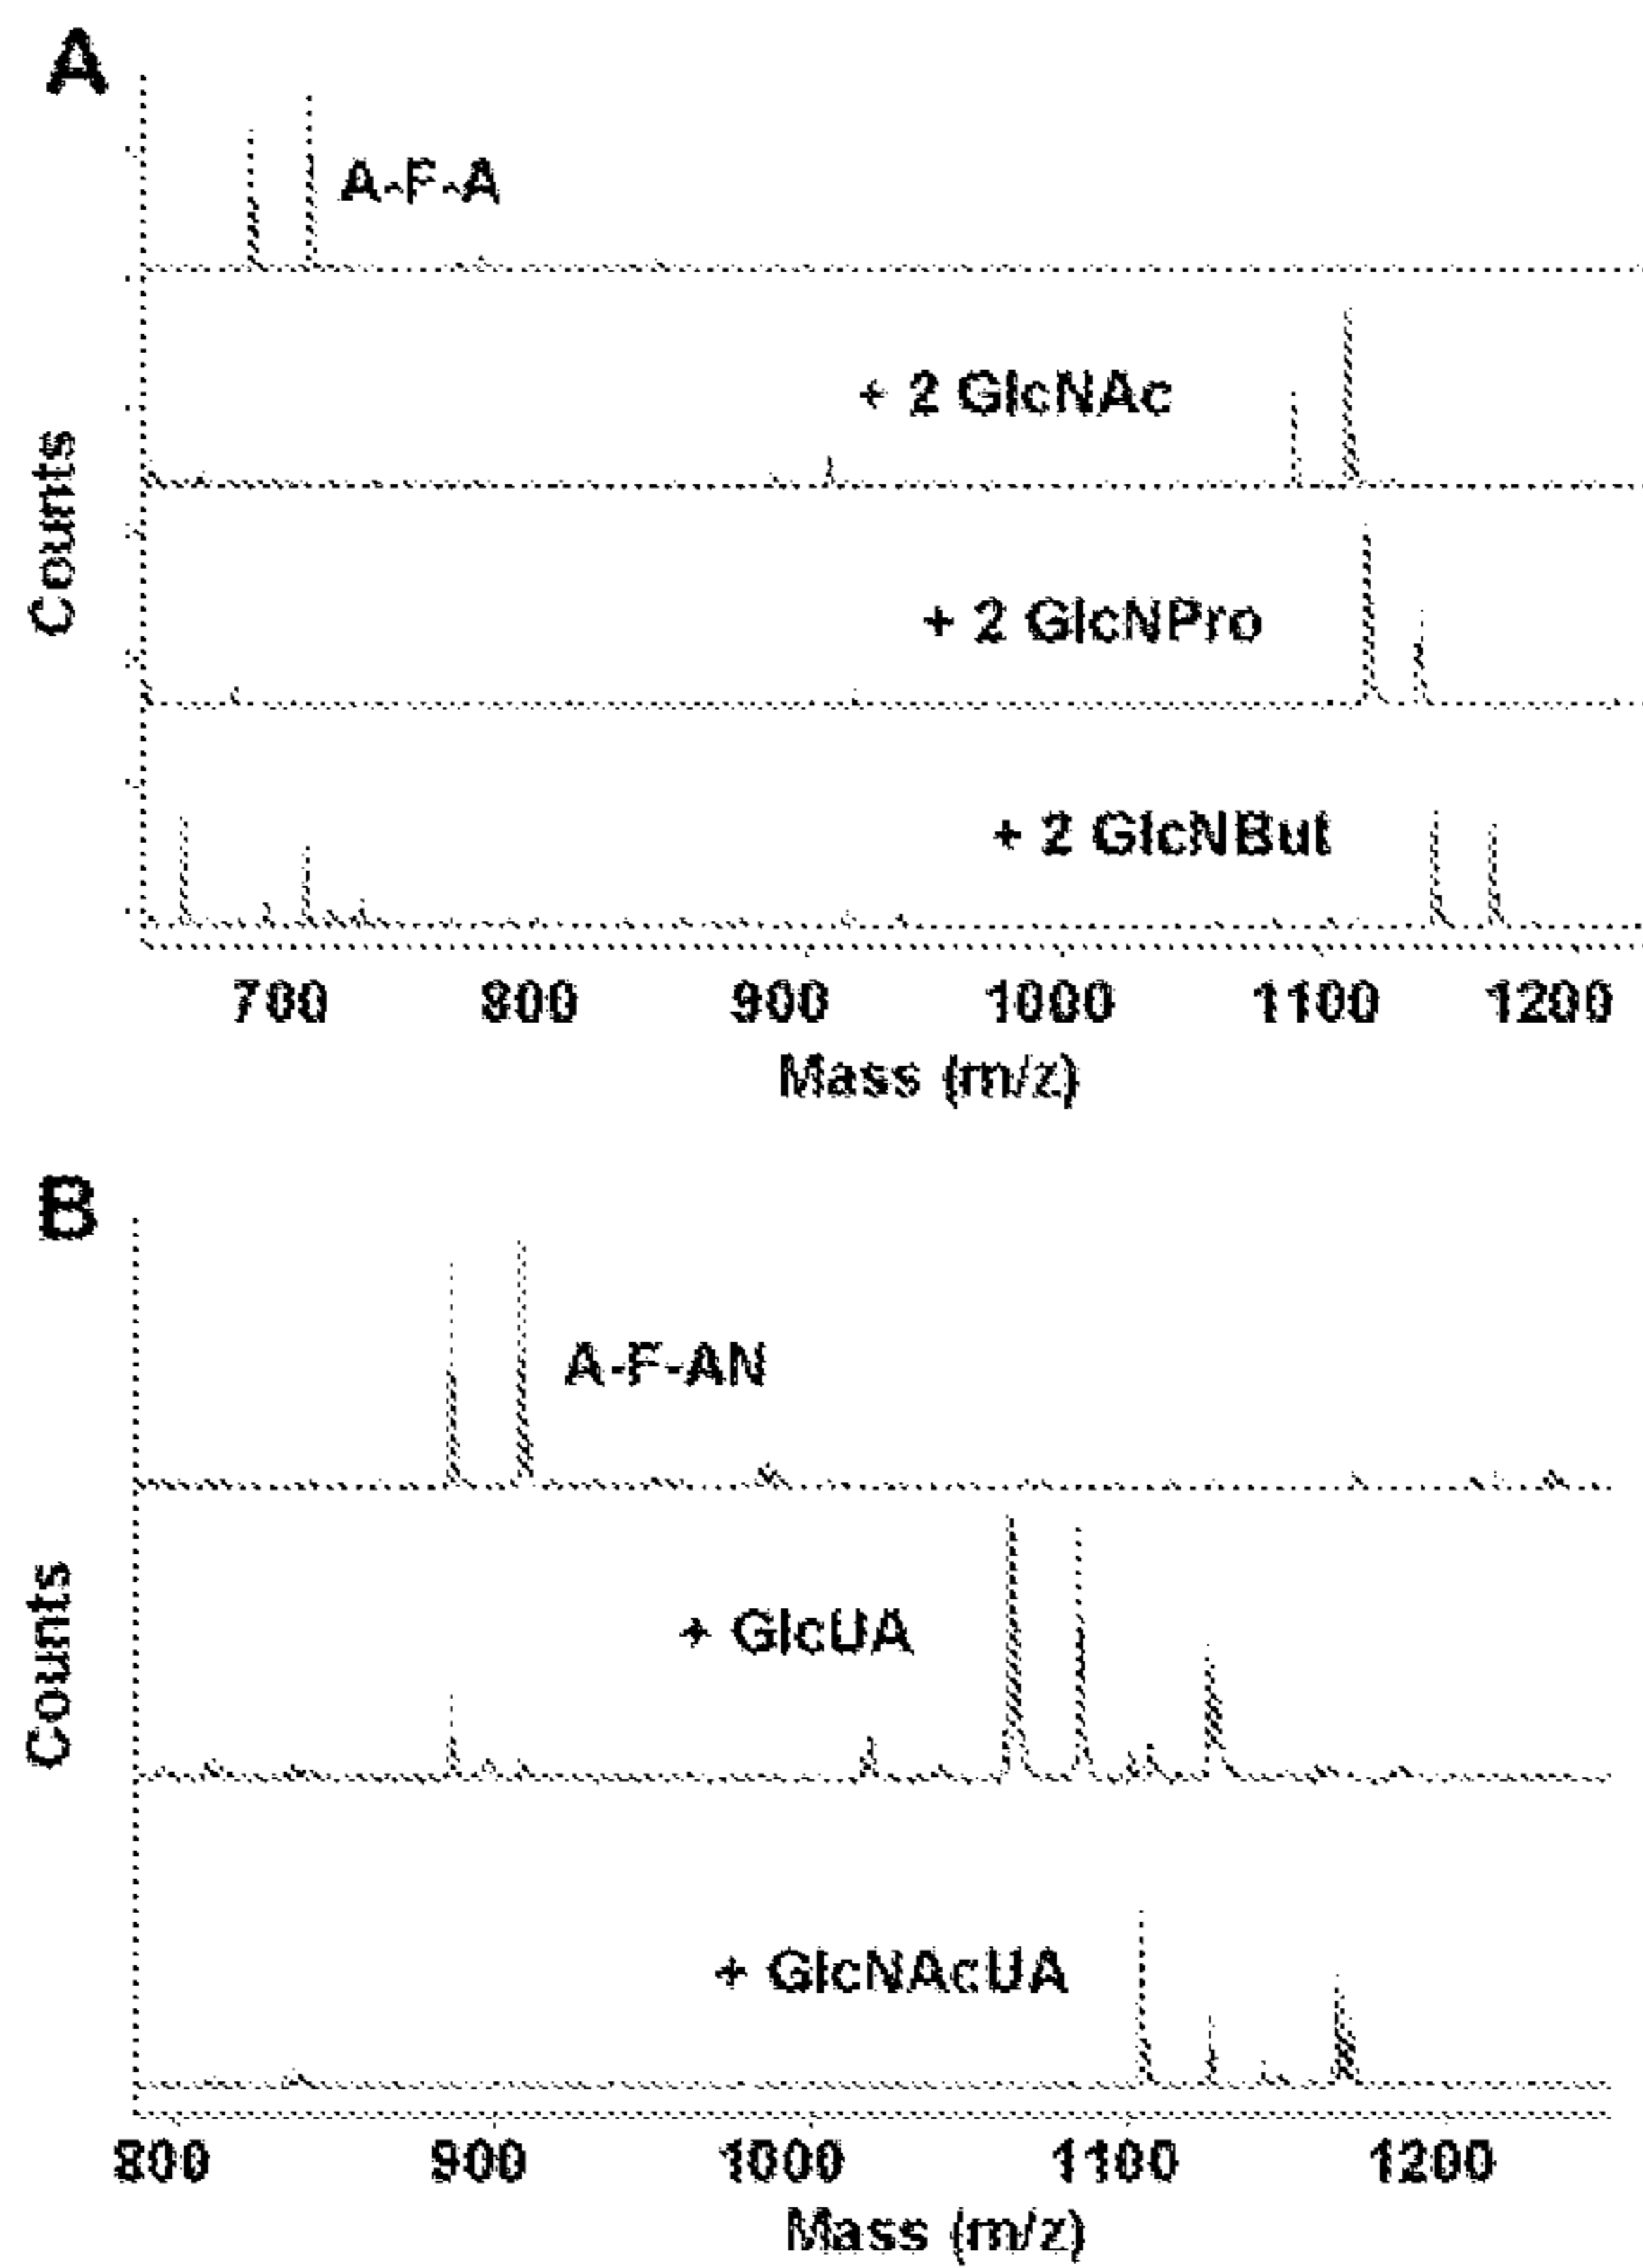 A
A-F-A
+ 2 GlcNAc
+ 2 GlcNPro
+ 2 GlcNBut
Counts
700 800 900 1000 1100 1200
Mass (m/z)
B
A-F-AN
+ GlcUA
+ GlcNAcUA
Counts
800 900 1000 1100 1200
Mass (m/z)